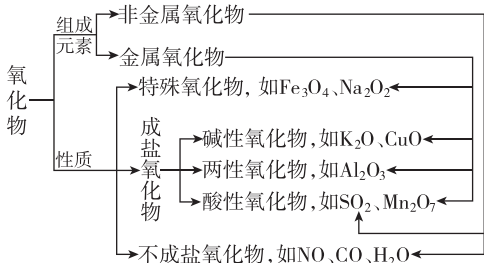 非金属氧化物
组成
元素
金属氧化物
氧化物
特殊氧化物，如Fe₃O₄、Na₂O₂
成盐氧化物
碱性氧化物，如K₂O、CuO
性质
两性氧化物，如Al₂O₃
酸性氧化物，如SO₂、Mn₂O₇
不成盐氧化物，如NO、CO、H₂O